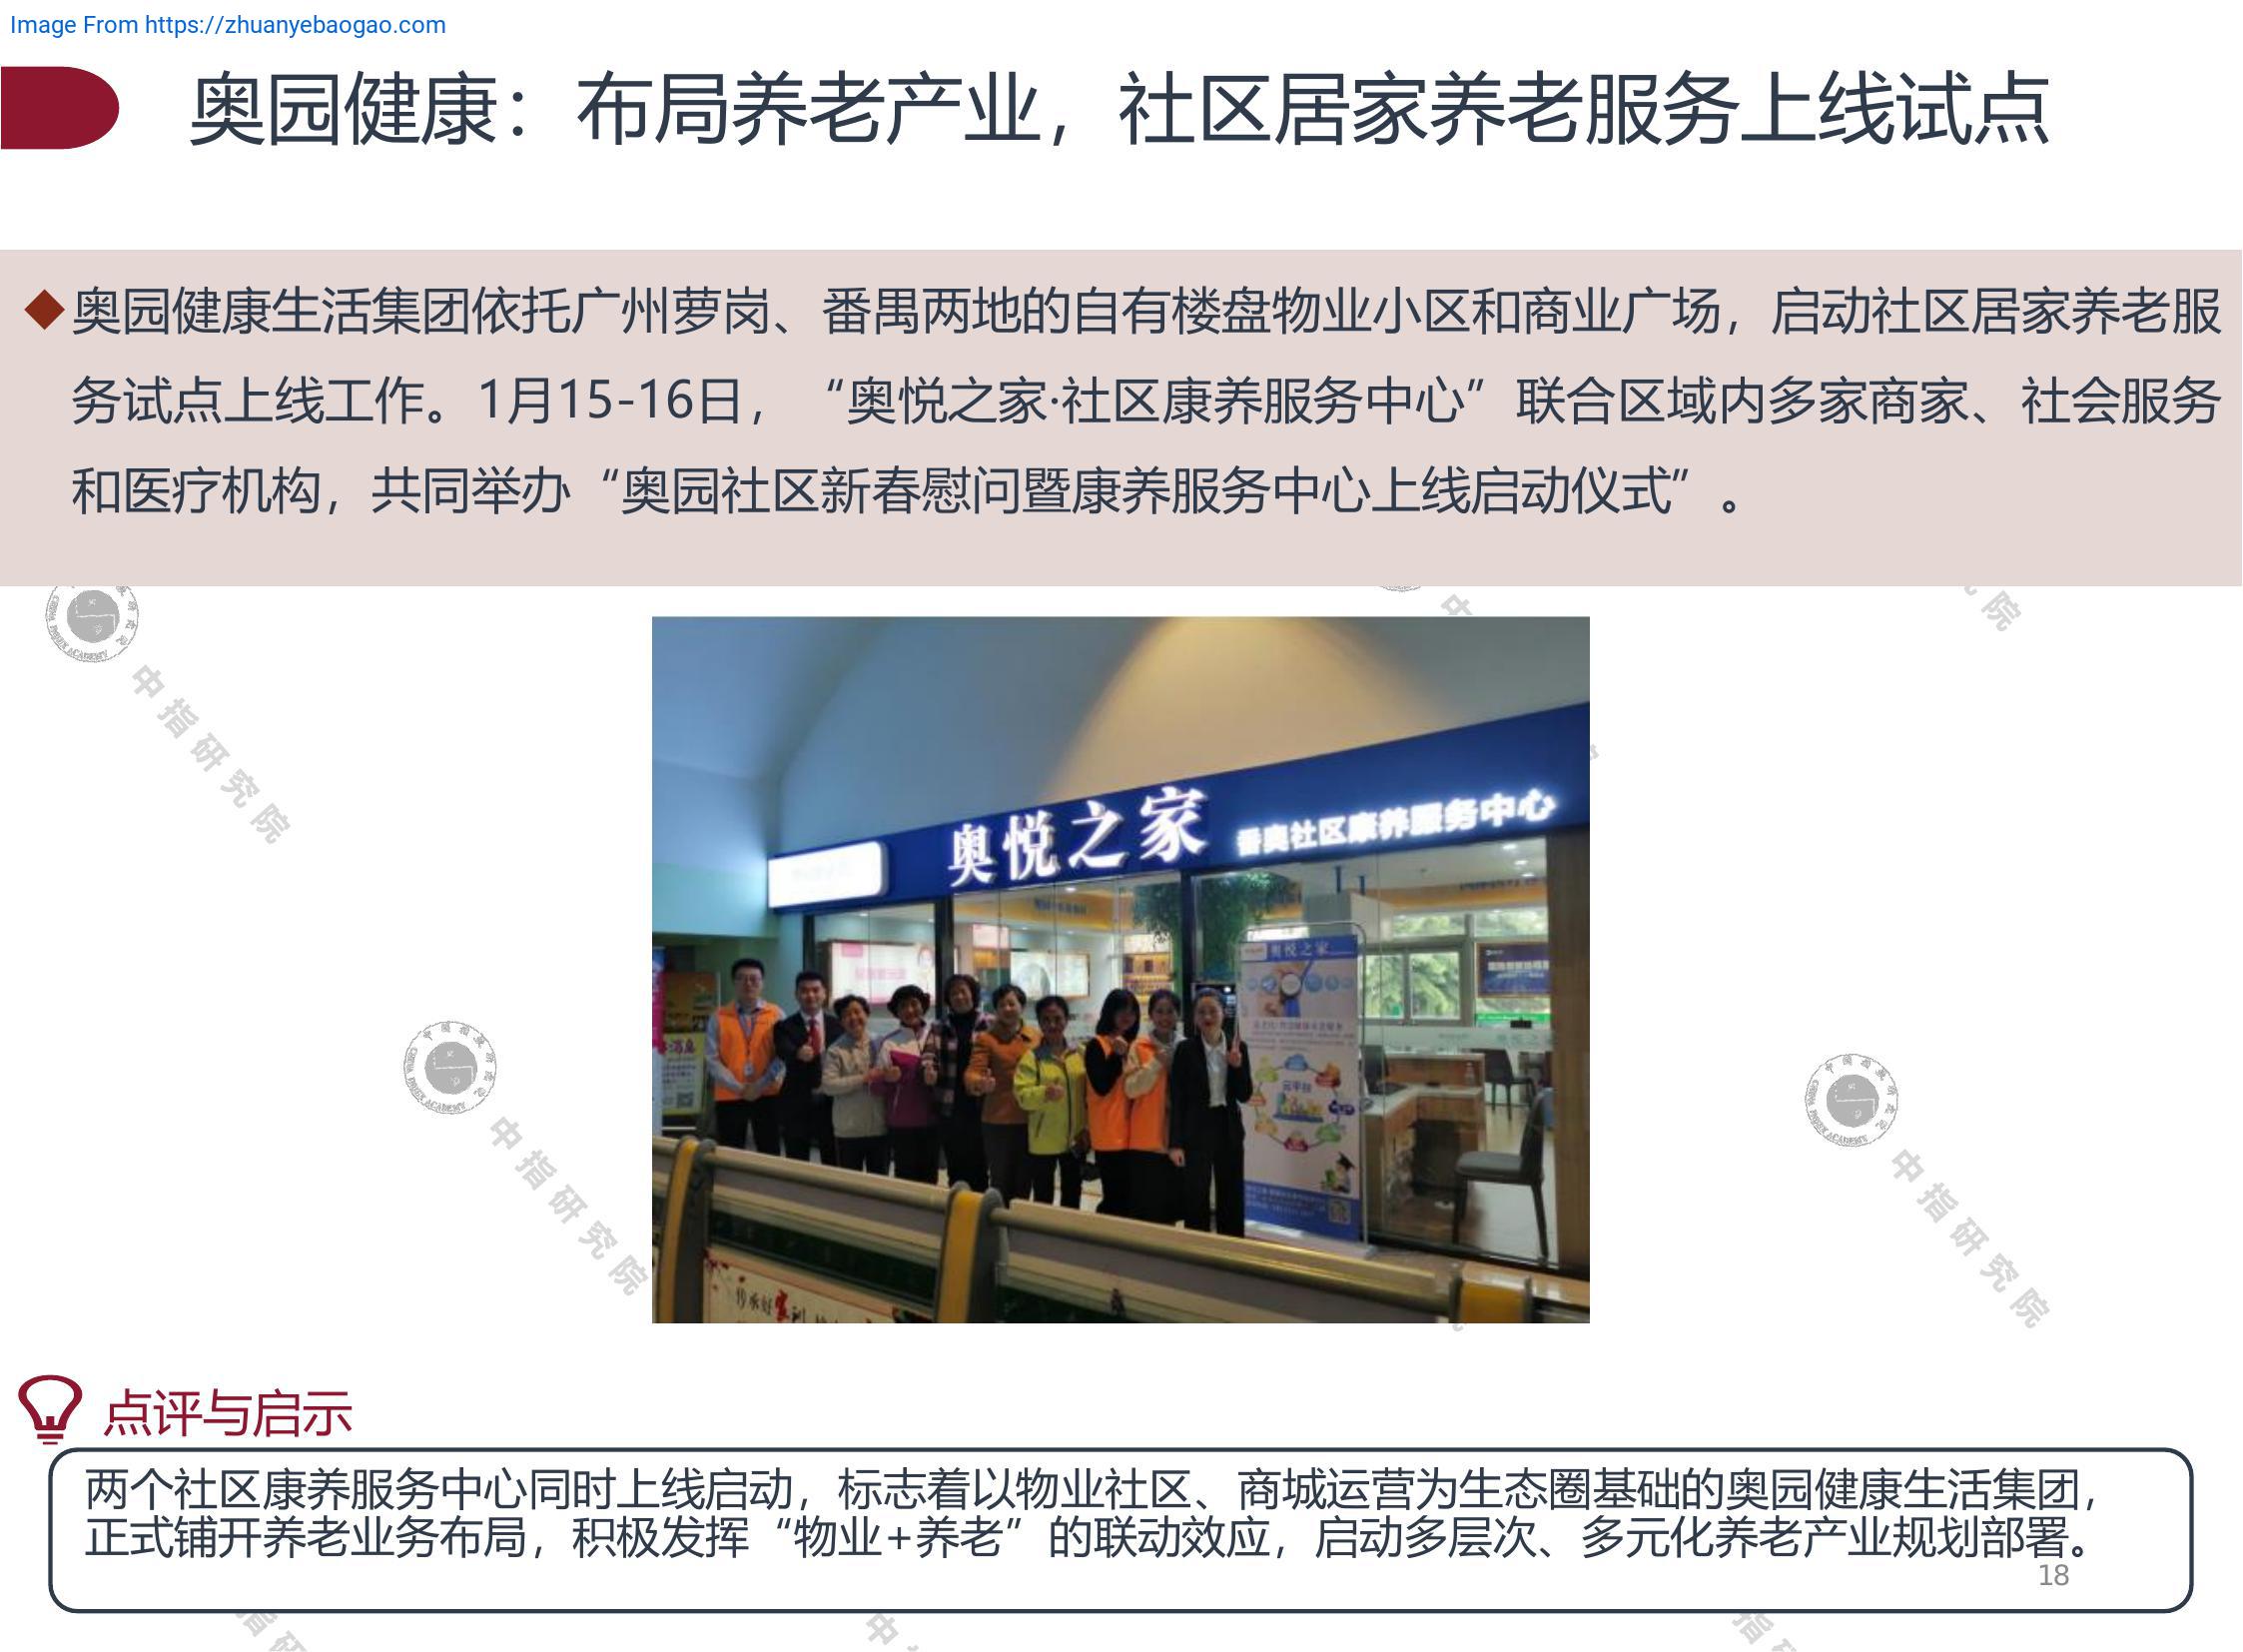 Image From https://zhuanyebaogao.com
奥园健康：布局养老产业，社区居家养老服务上线试点
◆奥园健康生活集团依托广州萝岗、番禺两地的自有楼盘物业小区和商业广场，启动社区居家养老服
务试点上线工作。1月15-16日，“奥悦之家·社区康养服务中心”联合区域内多家商家、社会服务
和医疗机构，共同举办“奥园社区新春慰问暨康养服务中心上线启动仪式”。
中指研究院
奥悦之家 番奥社区康养服务中心
奥悦之家
中指研究院
中指研究院
点评与启示
两个社区康养服务中心同时上线启动，标志着以物业社区、商城运营为生态圈基础的奥园健康生活集团，
正式铺开养老业务布局，积极发挥“物业+养老”的联动效应，启动多层次、多元化养老产业规划部署。
18